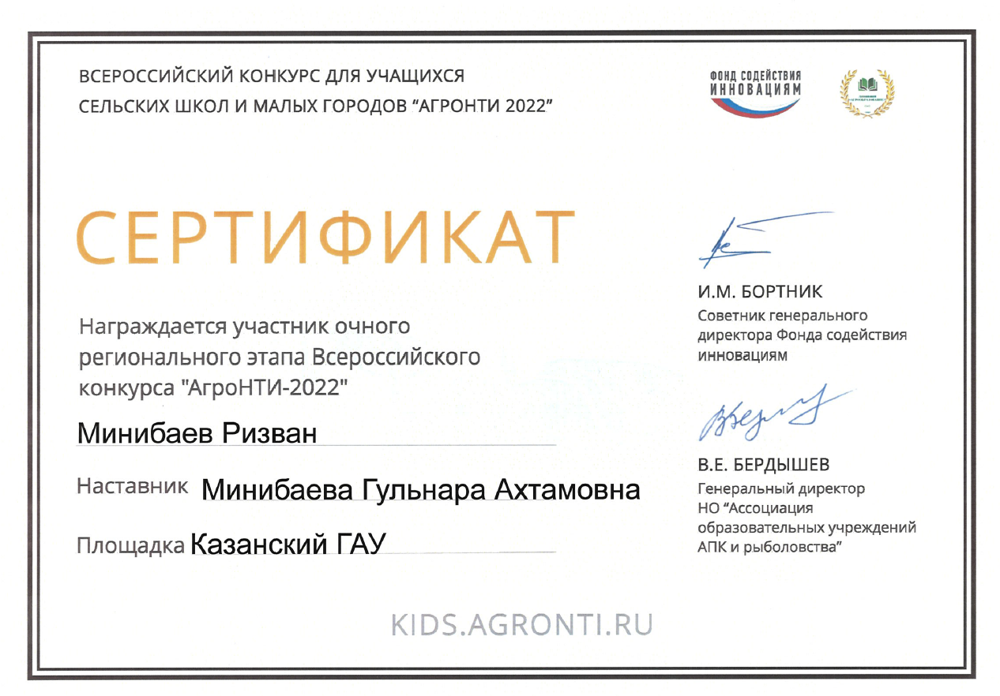 ВСЕРОССИЙСКИЙ КОНКУРС ДЛЯ УЧАЩИХСЯ
СЕЛЬСКИХ ШКОЛ И МАЛЫХ ГОРОДОВ “АГРОНТИ 2022”
ФОНД СОДЕЙСТВИЯ
ИННОВАЦИЯМ
СЕРТИФИКАТ
Награждается участник очного
регионального этапа Всероссийского
конкурса "АгроНТИ-2022"
Минибаев Ризван
Наставник Минибаева Гульнара Ахтамовна
Площадка Казанский ГАУ
И.М. БОРТНИК
Советник генерального
директора Фонда содействия
инновациям
В.Е. БЕРДЫШЕВ
Генеральный директор
НО “Ассоциация
образовательных учреждений
АПК и рыболовства”
KIDS.AGRONTI.RU